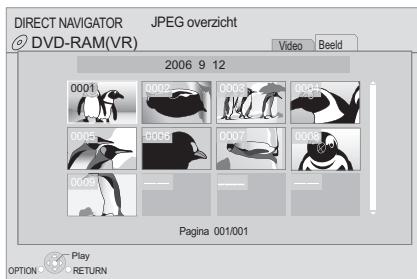 DIRECT NAVIGATOR JPEG overzicht
DVD-RAM(VR) Video Beeld
2006 9 12
0001 0002 0003 0004
0005 0006 0007 0008
0009 --- --- ---
Pagina 001/001
Play
OPTION RETURN